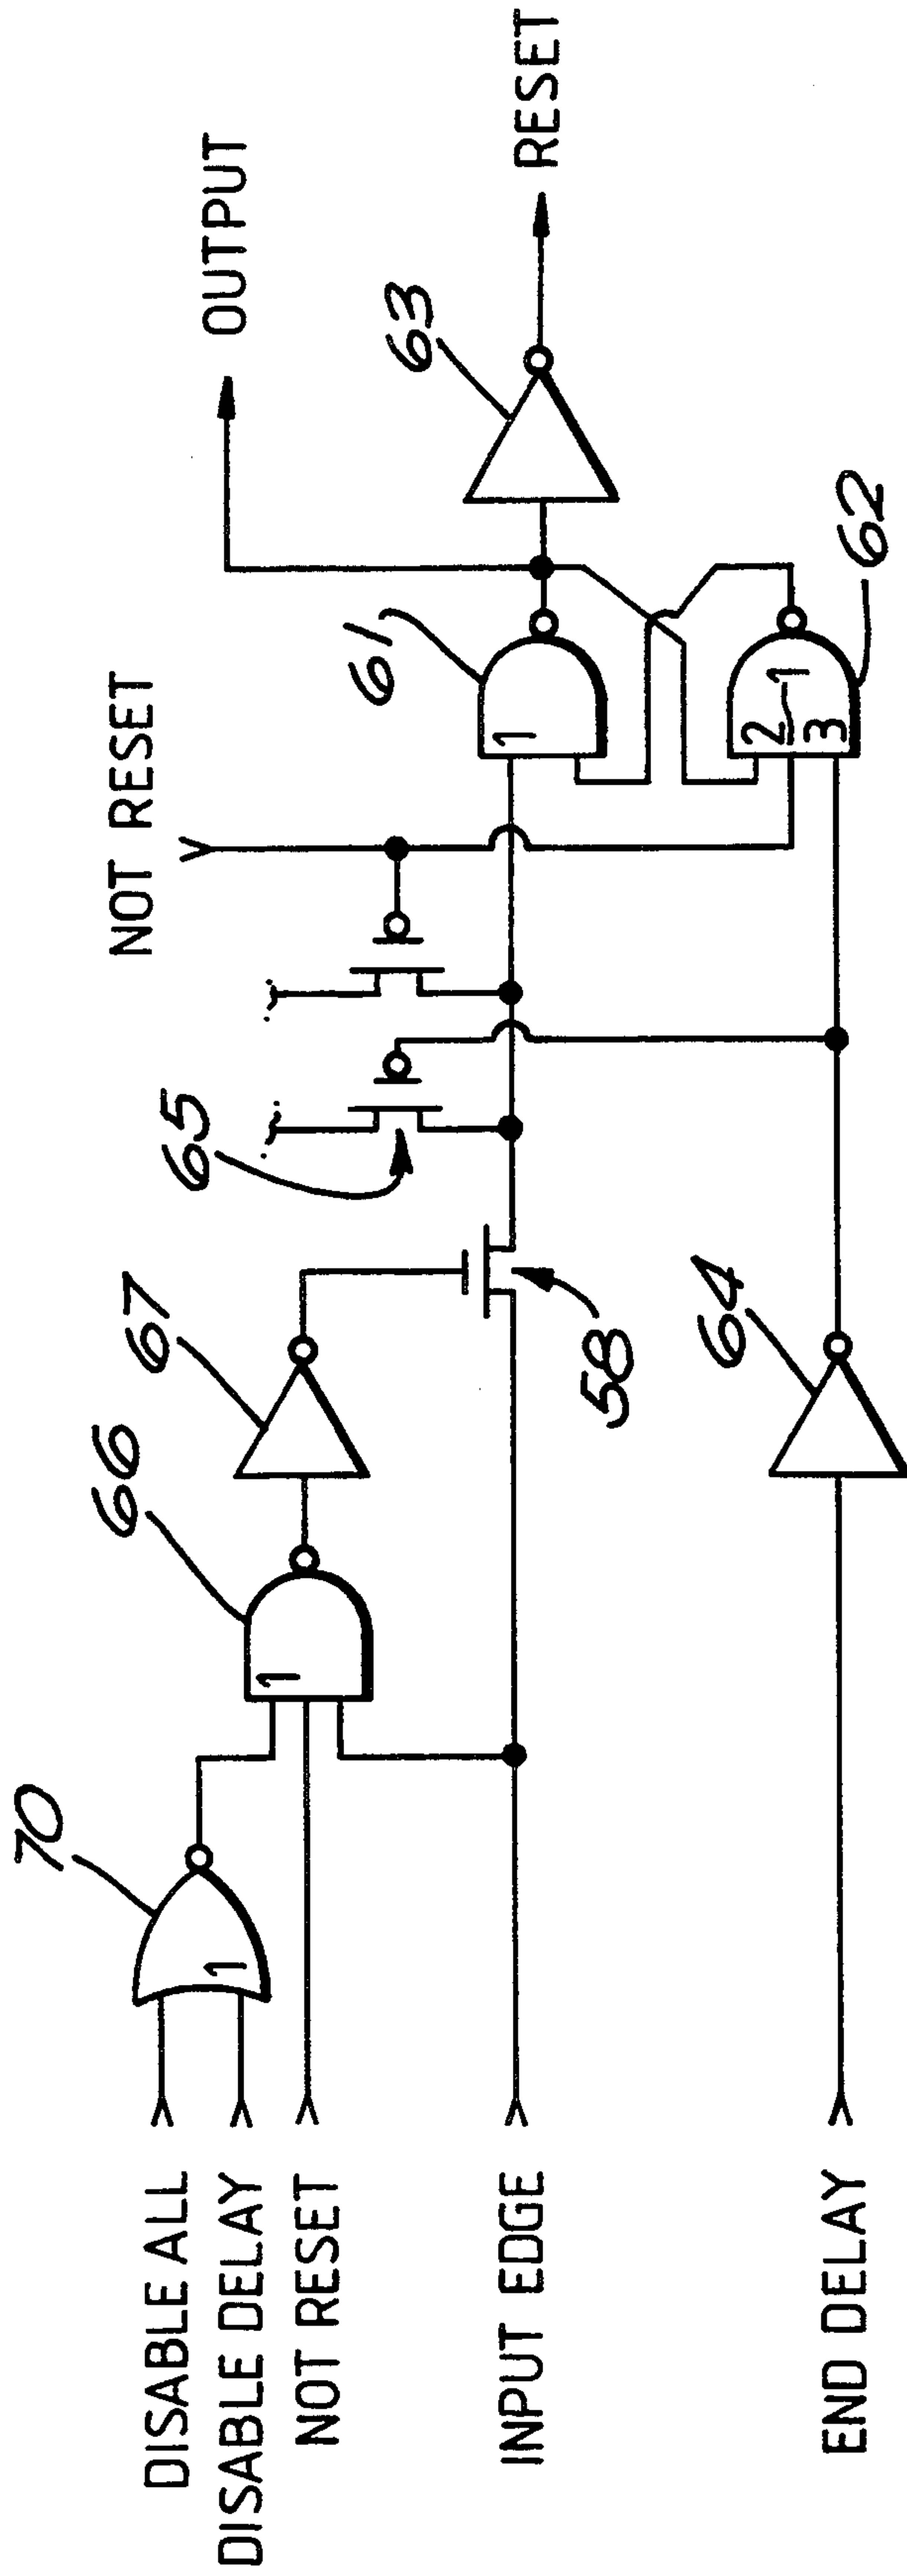 DISABLE ALL
DISABLE DELAY
NOT RESET
INPUT EDGE
END DELAY
70
1
66
1
67
58
64
65
NOT RESET
61
1
2
1
3
62
63
OUTPUT
RESET